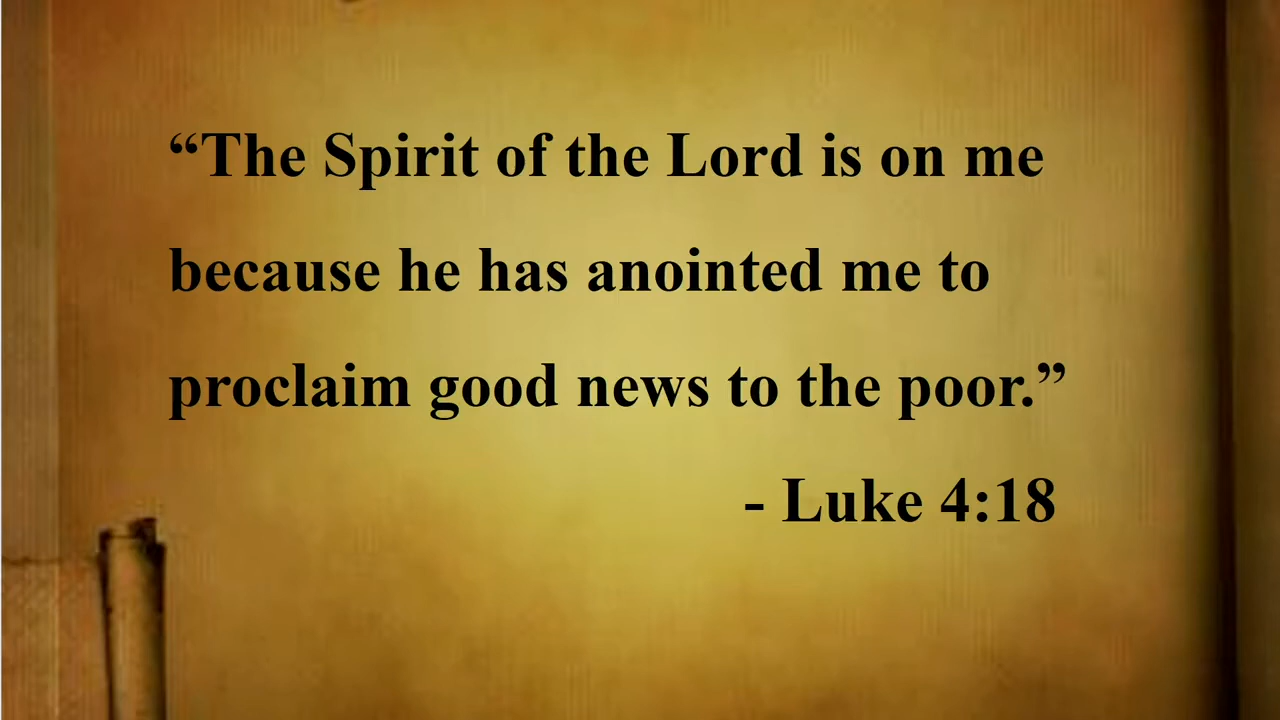 “The Spirit of the Lord is on me
because he has anointed me to
proclaim good news to the poor.”
- Luke 4:18